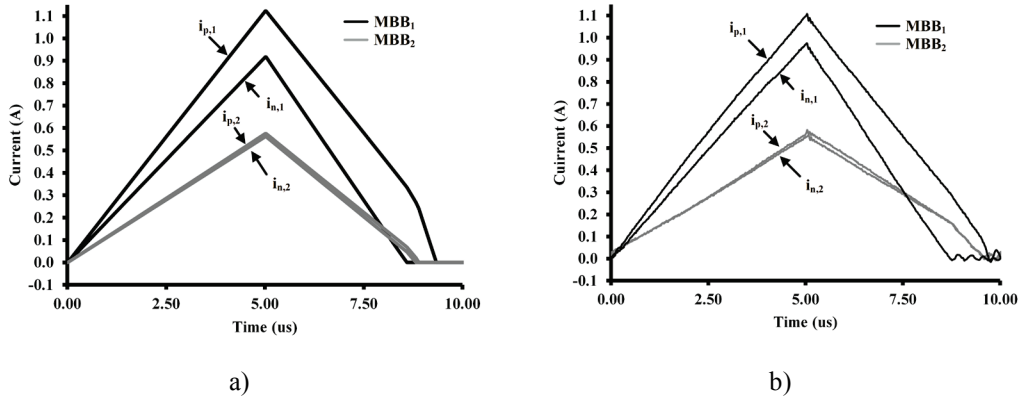 1.1
1.0
0.9
0.8
0.7
0.6
0.5
0.4
0.3
0.2
0.1
0.0
-0.1
Current (A)
0.00 2.50 5.00 7.50 10.00
Time (us)
MBB1
MBB2
ip,1
in,1
ip,2
in,2
a)
1.1
1.0
0.9
0.8
0.7
0.6
0.5
0.4
0.3
0.2
0.1
0.0
-0.1
Cuirrent (A)
0.00 2.50 5.00 7.50 10.00
Time (us)
MBB1
MBB2
ip,1
in,1
ip,2
in,2
b)